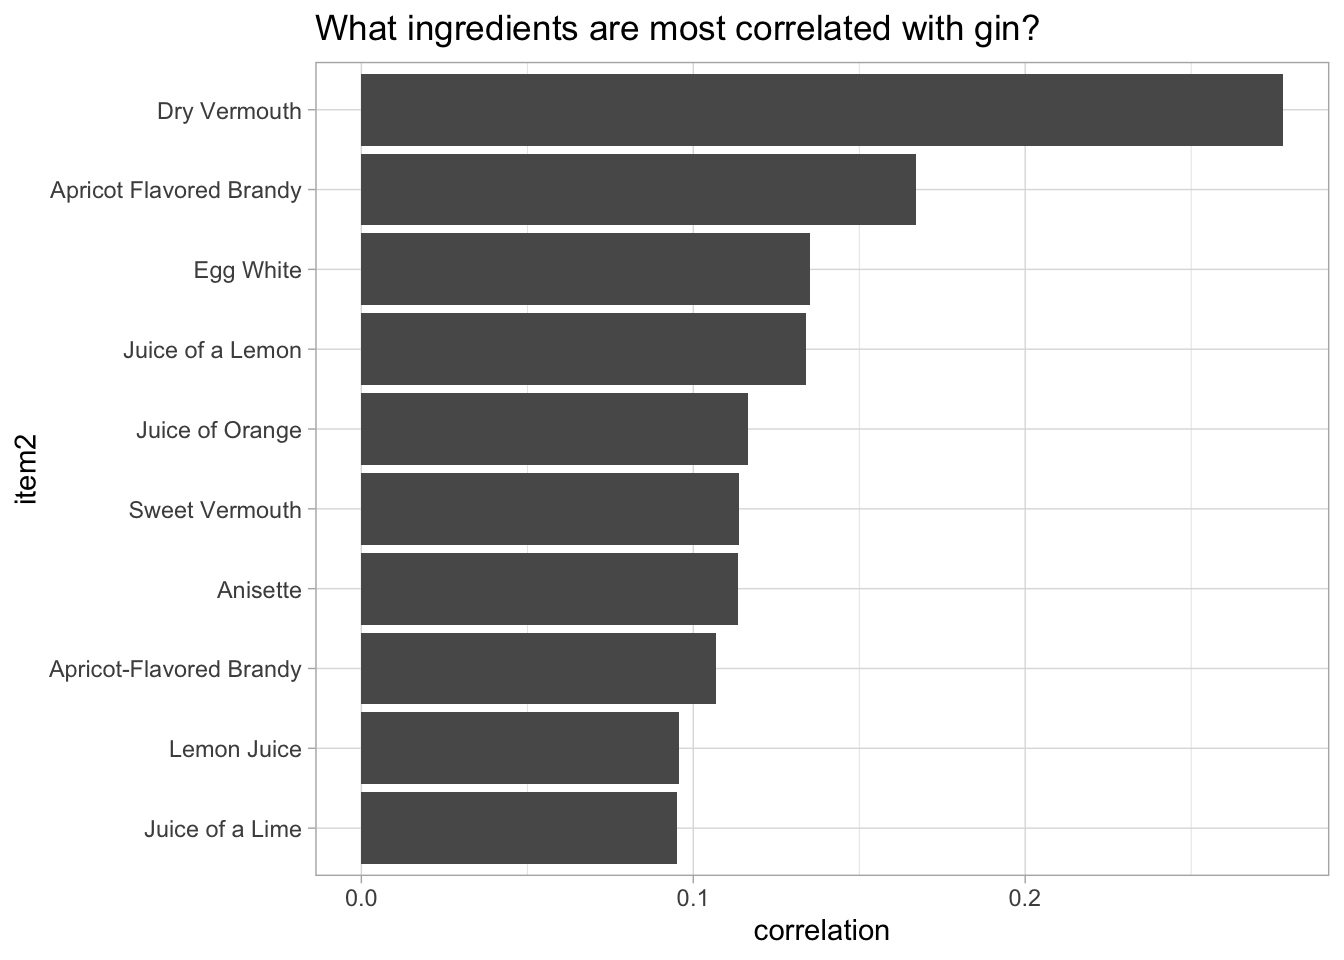 What ingredients are most correlated with gin?
Dry Vermouth
Apricot Flavored Brandy
Egg White
Juice of a Lemon
Juice of Orange
Sweet Vermouth
Anisette
Apricot-Flavored Brandy
Lemon Juice
Juice of a Lime
item2
0.0 0.1 0.2
correlation